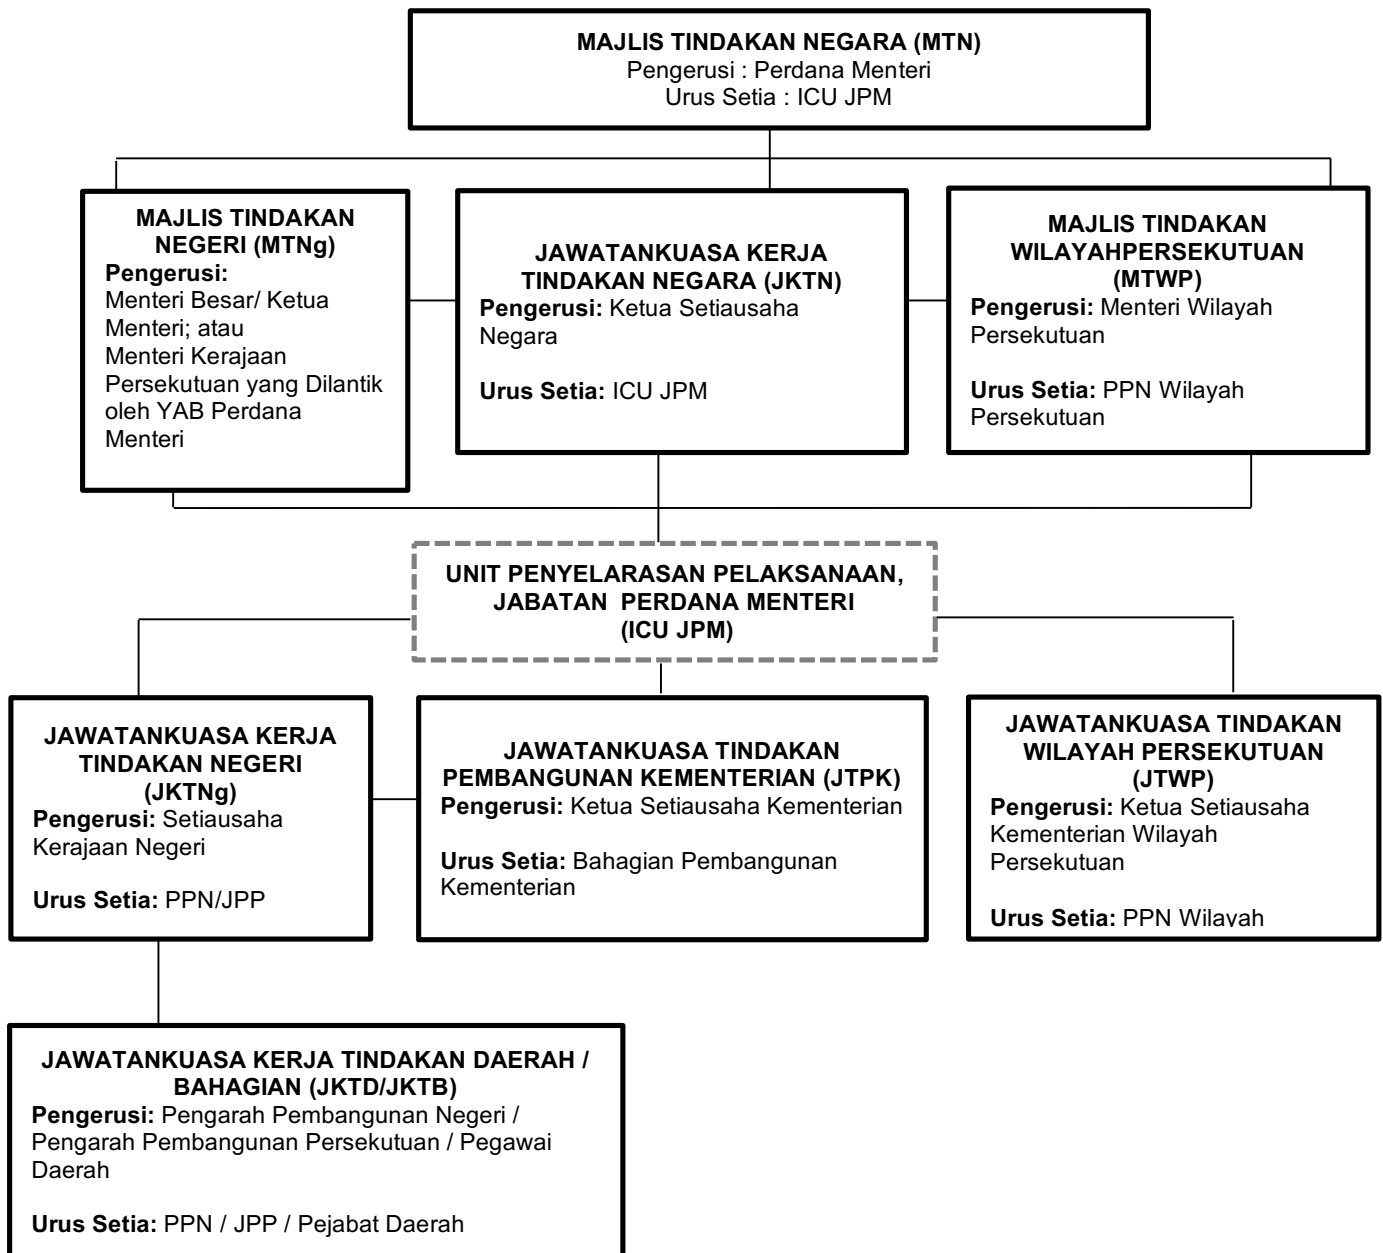 MAJLIS TINDAKAN NEGARA (MTN)
Pengerusi : Perdana Menteri
Urus Setia : ICU JPM
MAJLIS TINDAKAN
NEGERI (MTNg)
Pengerusi:
Menteri Besar/ Ketua
Menteri; atau
Menteri Kerajaan
Persekutuan yang Dilantik
oleh YAB Perdana
Menteri
JAWATANKUASA KERJA
TINDAKAN NEGARA (JKTN)
Pengerusi: Ketua Setiausaha
Negara
Urus Setia: ICU JPM
MAJLIS TINDAKAN
WILAYAHPERSEKUTUAN
(MTWP)
Pengerusi: Menteri Wilayah
Persekutuan
Urus Setia: PPN Wilayah
Persekutuan
UNIT PENYELARASAN PELAKSANAAN,
JABATAN PERDANA MENTERI
(ICU JPM)
JAWATANKUASA KERJA
TINDAKAN NEGERI
(JKTNg)
Pengerusi: Setiausaha
Kerajaan Negeri
Urus Setia: PPN/JPP
JAWATANKUASA TINDAKAN
PEMBANGUNAN KEMENTERIAN (JTPK)
Pengerusi: Ketua Setiausaha Kementerian
Urus Setia: Bahagian Pembangunan
Kementerian
JAWATANKUASA TINDAKAN
WILAYAH PERSEKUTUAN
(JTWP)
Pengerusi: Ketua Setiausaha
Kementerian Wilayah
Persekutuan
Urus Setia: PPN Wilayah
JAWATANKUASA KERJA TINDAKAN DAERAH /
BAHAGIAN (JKTD/JKTB)
Pengerusi: Pengarah Pembangunan Negeri /
Pengarah Pembangunan Persekutuan / Pegawai
Daerah
Urus Setia: PPN / JPP / Pejabat Daerah